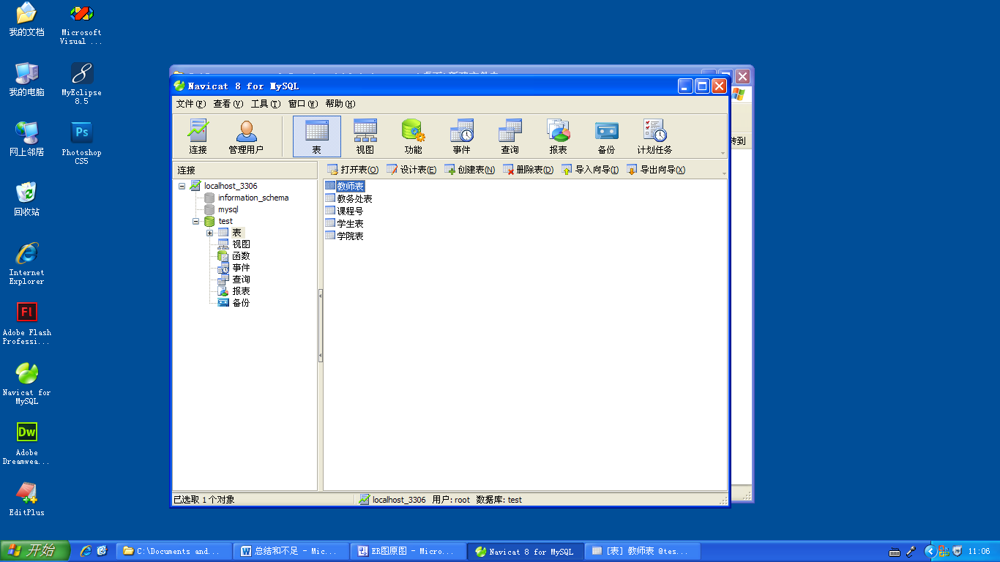 我的文档
Microsoft
Visual ...
我的电脑
MyEclipse
8.5
网上邻居
Ps
Photoshop
CS5
回收站
Internet
Explorer
Fl
Adobe Flash
Professi...
Navicat for
MySQL
Dw
Adobe
Dreamwea...
EditPlus
Navicat 8 for MySQL
文件(F) 查看(V) 工具(T) 窗口(W) 帮助(H)
连接 管理用户 表 视图 功能 事件 查询 报表 备份 计划任务
转到
连接
打开表(O) 设计表(E) 创建表(N) 删除表(D) 导入向导(I) 导出向导(X)
localhost_3306
information_schema
mysql
test
表
视图
函数
事件
查询
报表
备份
教师表
教务处表
课程号
学生表
学院表
已选取 1 个对象
localhost_3306 用户: root 数据库: test
开始
C:\Documents and...
总结和不足 - Mic...
ER图原图 - Micro...
Navicat 8 for MySQL
[表] 教师表 @tes...
11:06